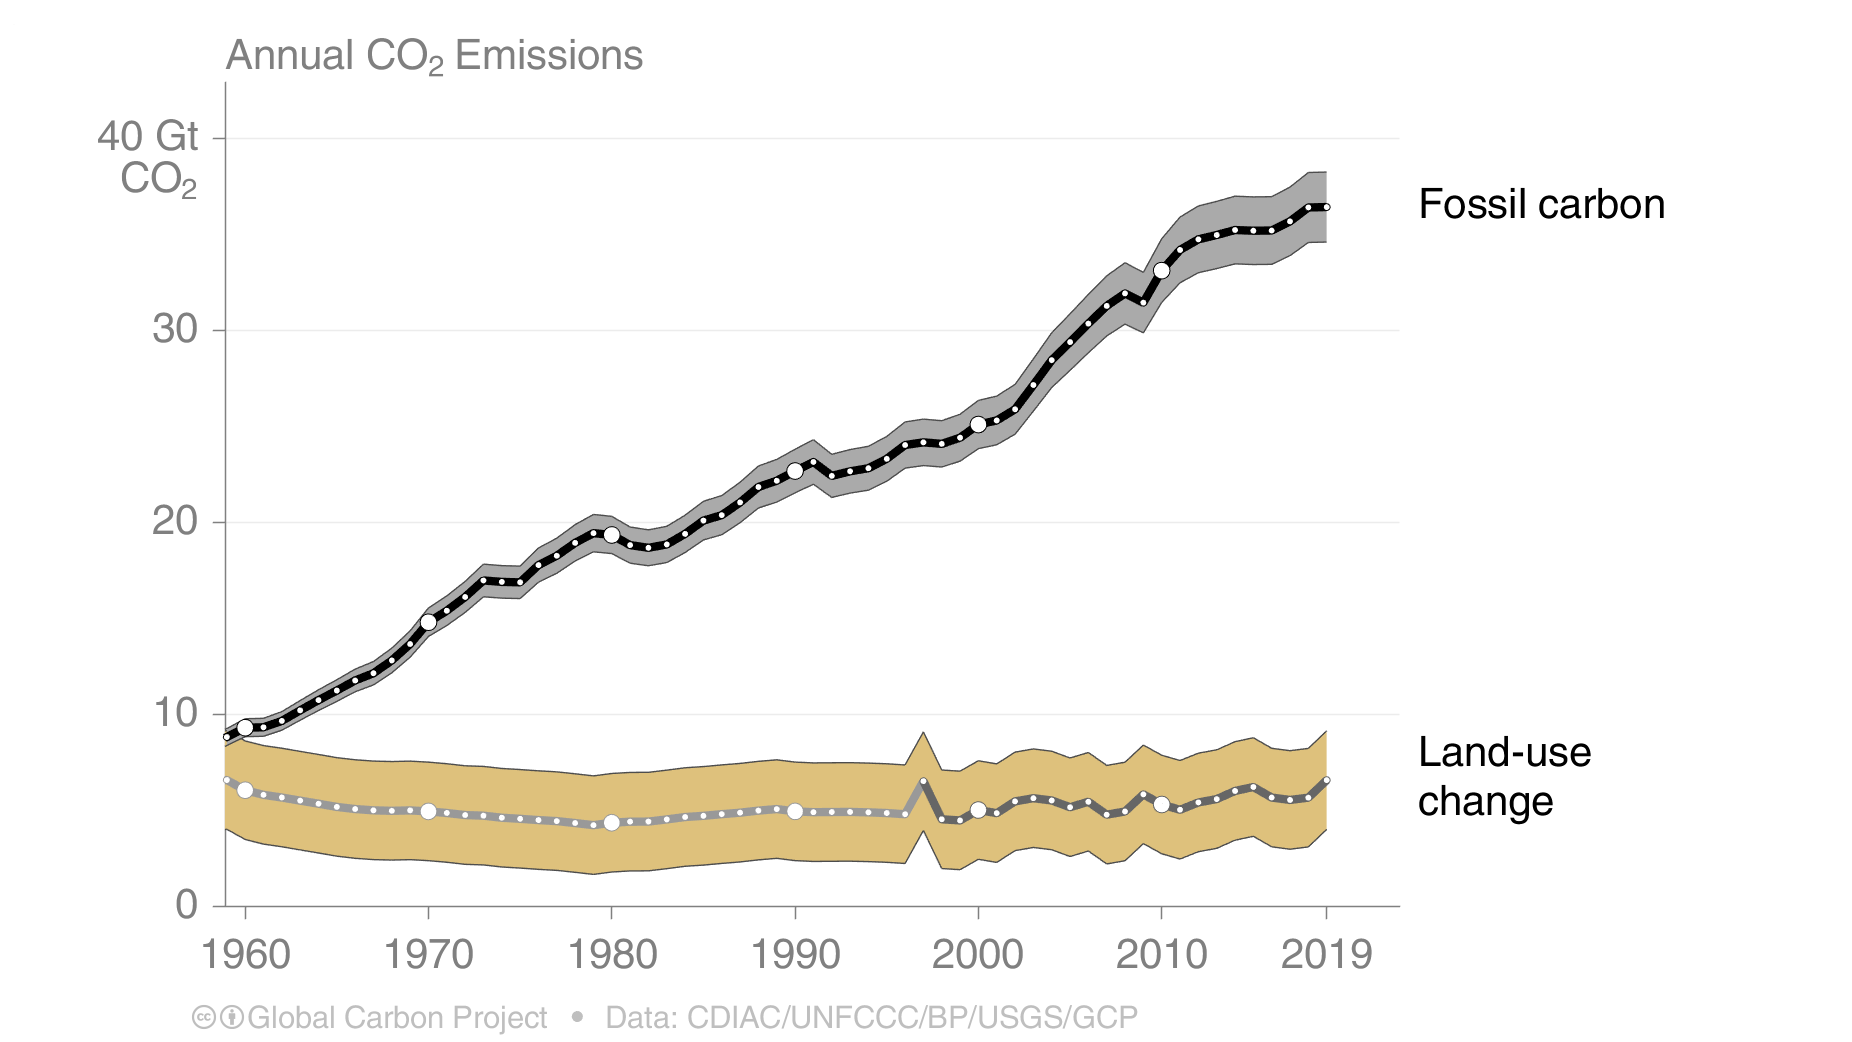 Annual CO₂ Emissions
40 Gt
CO₂
30
20
10
0
Fossil carbon
Land-use
change
1960 1970 1980 1990 2000 2010 2019
cc Global Carbon Project • Data: CDIAC/UNFCCC/BP/USGS/GCP